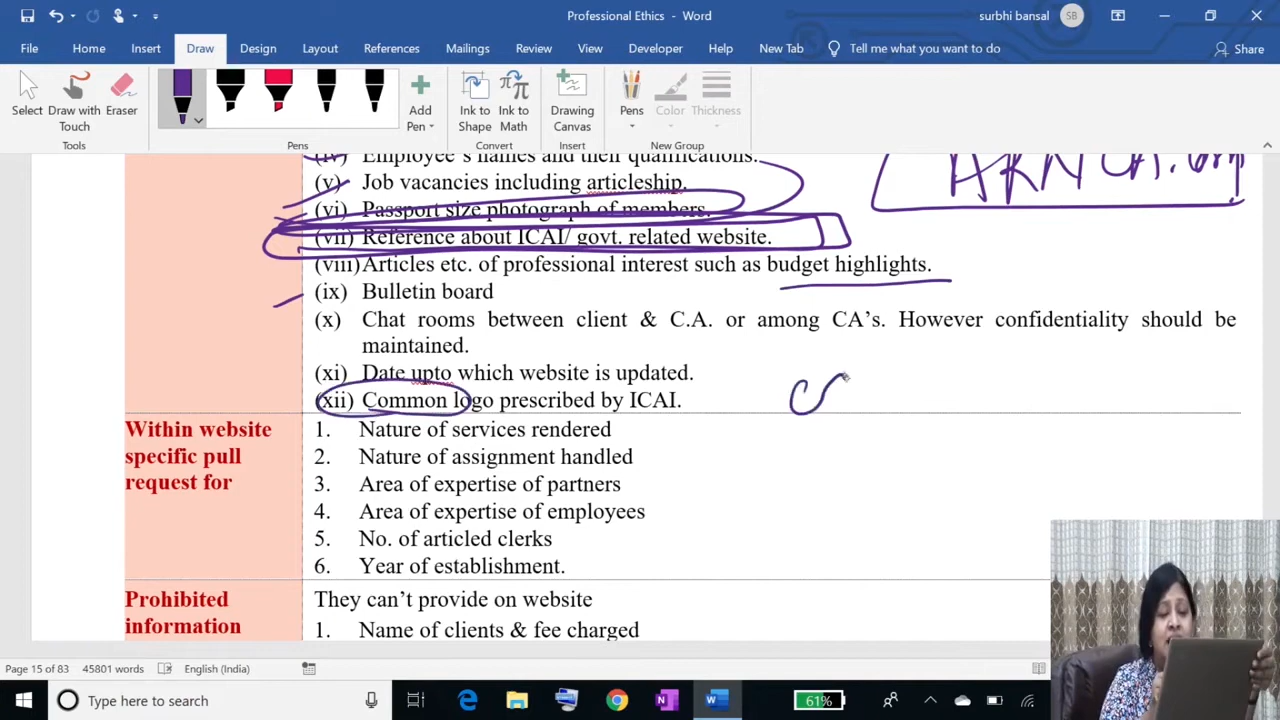 Professional Ethics - Word
surbhi bansal SB
File Home Insert Draw Design Layout References Mailings Review View Developer Help New Tab Tell me what you want to do Share
Select Draw with Touch Eraser
Add Pen
Ink to Shape
Ink to Math
Drawing Canvas
Pens Color Thickness
Tools Pens Convert Insert New Group
(iv) Employee's names and their qualifications.
(v) Job vacancies including articleship.
(vi) Passport size photograph of members.
(vii) Reference about ICAI/ govt. related website.
(viii) Articles etc. of professional interest such as budget highlights.
(ix) Bulletin board
(x) Chat rooms between client & C.A. or among CA's. However confidentiality should be
maintained.
(xi) Date upto which website is updated.
(xii) Common logo prescribed by ICAI.
Within website
specific pull
request for
1. Nature of services rendered
2. Nature of assignment handled
3. Area of expertise of partners
4. Area of expertise of employees
5. No. of articled clerks
6. Year of establishment.
Prohibited
information
They can't provide on website
1. Name of clients & fee charged
Page 15 of 83 45801 words English (India)
Type here to search 61%